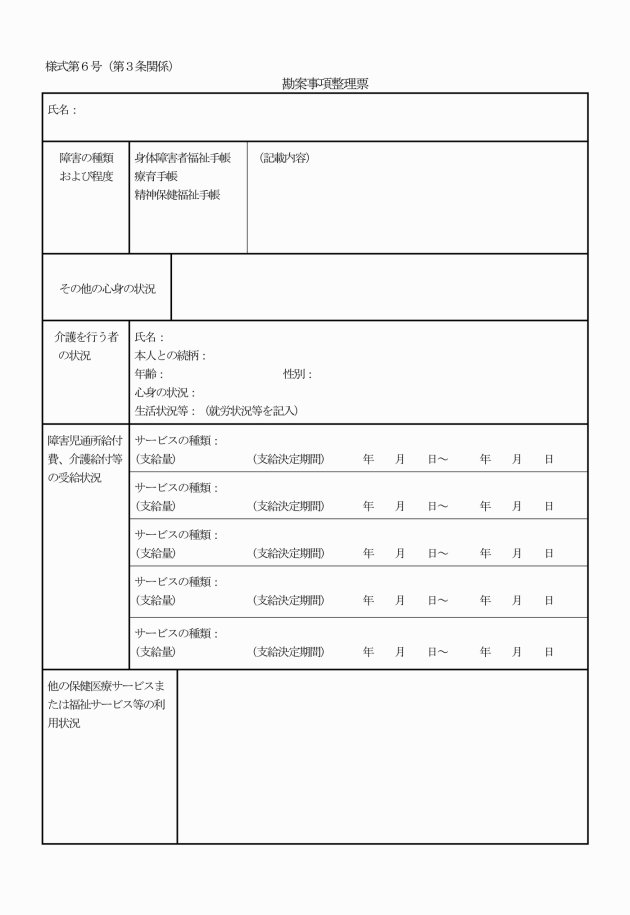 様式第６号（第３条関係）
勘案事項整理票
氏名：
障害の種類
および程度
身体障害者福祉手帳
療育手帳
精神保健福祉手帳
（記載内容）
その他の心身の状況
介護を行う者
の状況
氏名：
本人との続柄：
年齢：　　　　　　　　　　　性別：
心身の状況：
生活状況等：（就労状況等を記入）
障害児通所給付
費、介護給付等
の受給状況
サービスの種類：
（支給量）　　　　　　　（支給決定期間）　　　年　　月　　日～　　　年　　月　　日
サービスの種類：
（支給量）　　　　　　　（支給決定期間）　　　年　　月　　日～　　　年　　月　　日
サービスの種類：
（支給量）　　　　　　　（支給決定期間）　　　年　　月　　日～　　　年　　月　　日
サービスの種類：
（支給量）　　　　　　　（支給決定期間）　　　年　　月　　日～　　　年　　月　　日
サービスの種類：
（支給量）　　　　　　　（支給決定期間）　　　年　　月　　日～　　　年　　月　　日
他の保健医療サービスま
たは福祉サービス等の利
用状況